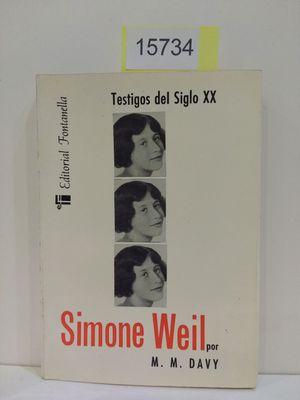 15734
Testigos del Siglo XX
Editorial Fontanella
Simone Weil por
M. M. DAVY